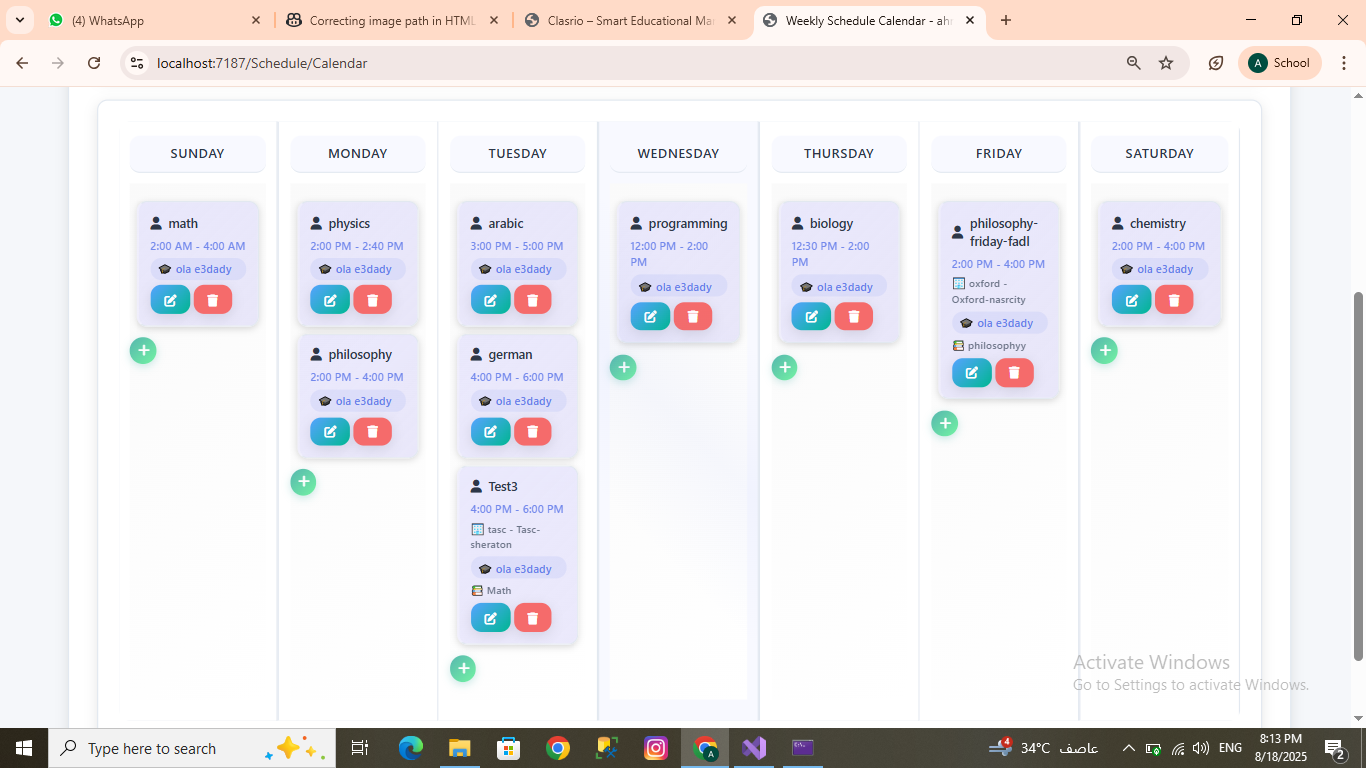 (4) WhatsApp
Correcting image path in HTML
Clasrio – Smart Educational Ma
Weekly Schedule Calendar - ah
localhost:7187/Schedule/Calendar
A
School
SUNDAY
math
2:00 AM - 4:00 AM
ola e3dady
MONDAY
physics
2:00 PM - 2:40 PM
ola e3dady
philosophy
2:00 PM - 4:00 PM
ola e3dady
TUESDAY
arabic
3:00 PM - 5:00 PM
ola e3dady
german
4:00 PM - 6:00 PM
ola e3dady
Test3
4:00 PM - 6:00 PM
tasc - Tasc-
sheraton
ola e3dady
Math
WEDNESDAY
programming
12:00 PM - 2:00
PM
ola e3dady
THURSDAY
biology
12:30 PM - 2:00
PM
ola e3dady
FRIDAY
philosophy-
friday-fadl
2:00 PM - 4:00 PM
oxford -
Oxford-nasrcity
ola e3dady
philosophyy
SATURDAY
chemistry
2:00 PM - 4:00 PM
ola e3dady
Activate Windows
Go to Settings to activate Windows.
Type here to search
A
4
34°C عاصف
ENG
8:13 PM
8/18/2025
2